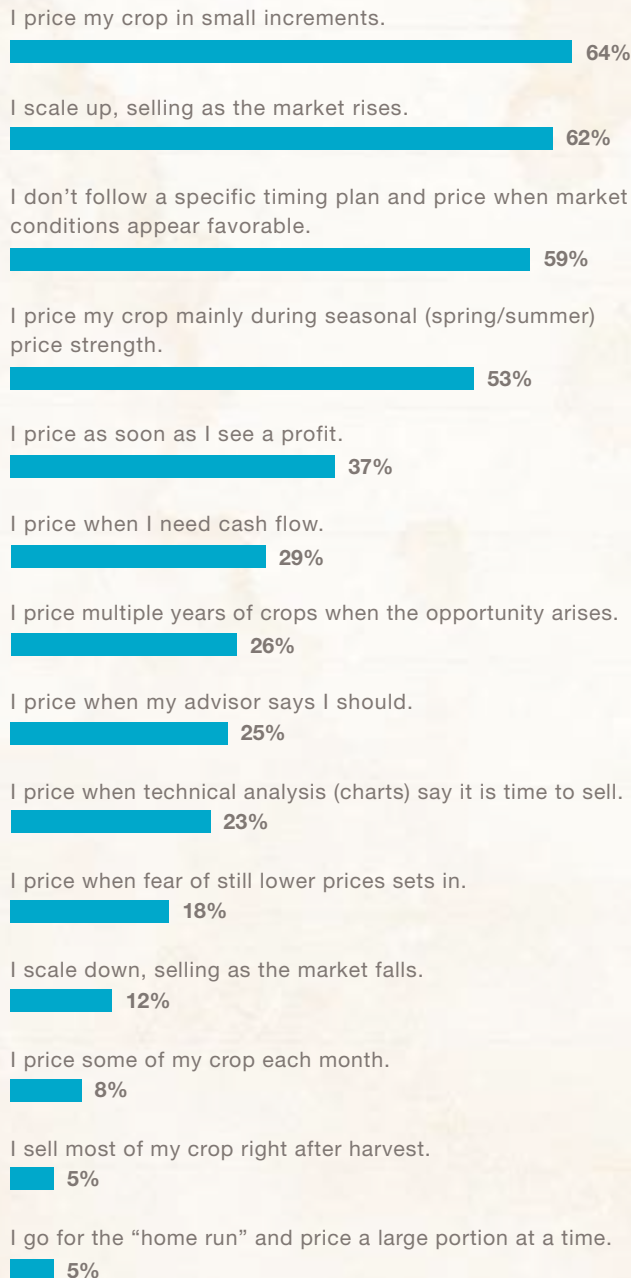 I price my crop in small increments.
64%
I scale up, selling as the market rises.
62%
I don’t follow a specific timing plan and price when market
conditions appear favorable.
59%
I price my crop mainly during seasonal (spring/summer)
price strength.
53%
I price as soon as I see a profit.
37%
I price when I need cash flow.
29%
I price multiple years of crops when the opportunity arises.
26%
I price when my advisor says I should.
25%
I price when technical analysis (charts) say it is time to sell.
23%
I price when fear of still lower prices sets in.
18%
I scale down, selling as the market falls.
12%
I price some of my crop each month.
8%
I sell most of my crop right after harvest.
5%
I go for the “home run” and price a large portion at a time.
5%